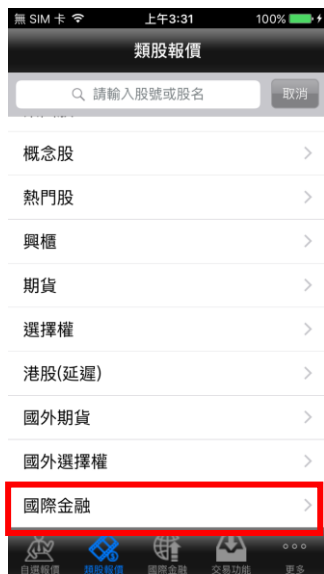 無 SIM 卡 上午3:31 100%
類股報價
請輸入股號或股名 取消
概念股
熱門股
興櫃
期貨
選擇權
港股(延遲)
國外期貨
國外選擇權
國際金融
自選報價 類股報價 國際金融 交易功能 更多